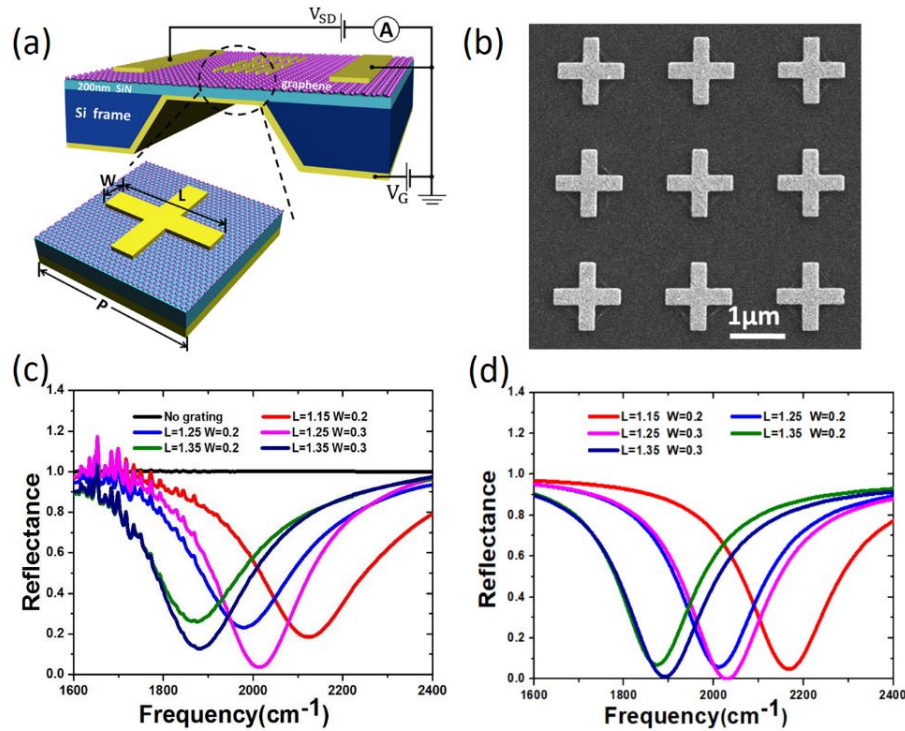 (a)
V_SD
A
200nm SiN
graphene
Si frame
V_G
W
L
P
(b)
1μm
(c)
1.4
1.2
1.0
0.8
0.6
0.4
0.2
0.0
Reflectance
No grating
L=1.15 W=0.2
L=1.25 W=0.2
L=1.25 W=0.3
L=1.35 W=0.2
L=1.35 W=0.3
1600 1800 2000 2200 2400
Frequency(cm⁻¹)
(d)
1.4
1.2
1.0
0.8
0.6
0.4
0.2
0.0
Reflectance
L=1.15 W=0.2
L=1.25 W=0.2
L=1.25 W=0.3
L=1.35 W=0.2
L=1.35 W=0.3
1600 1800 2000 2200 2400
Frequency(cm⁻¹)